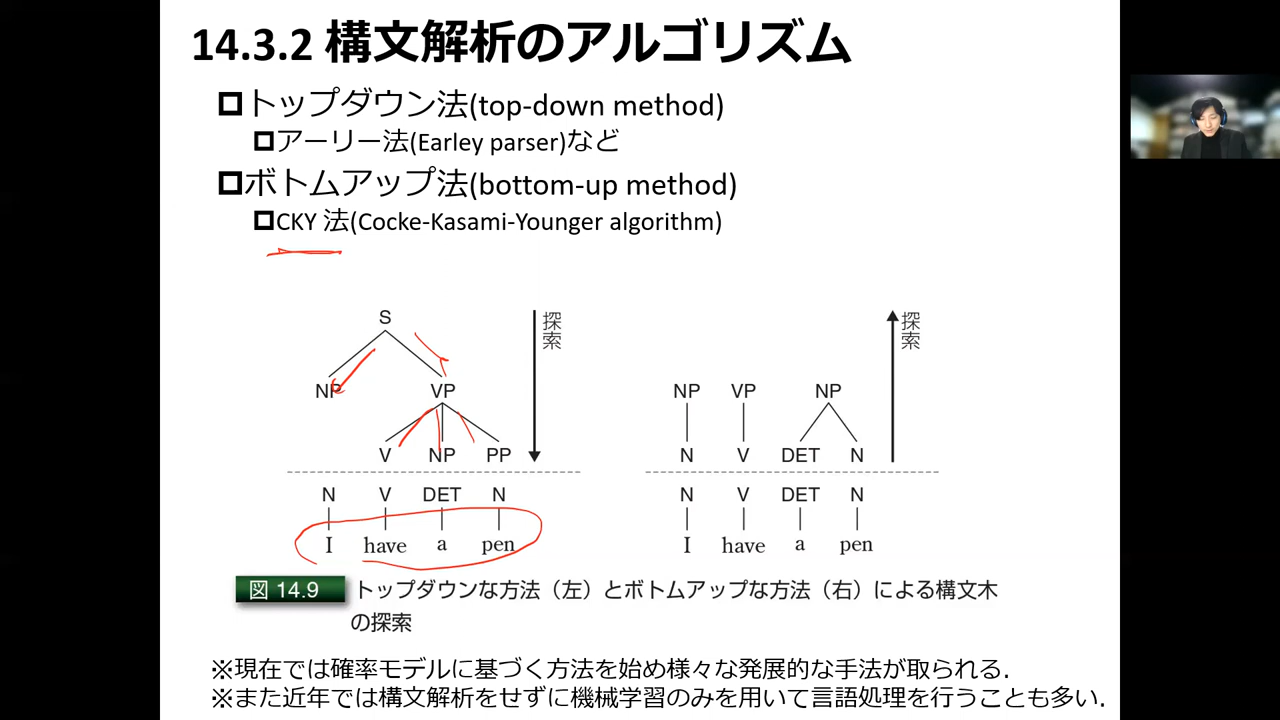 14.3.2 構文解析のアルゴリズム
トップダウン法(top-down method)
アーリー法(Earley parser)など
ボトムアップ法(bottom-up method)
CKY 法(Cocke-Kasami-Younger algorithm)
S
探索
NP VP
V NP PP
N V DET N
I have a pen
探索
NP VP NP
N V DET N
N V DET N
I have a pen
図 14.9 トップダウンな方法（左）とボトムアップな方法（右）による構文木
の探索
※現在では確率モデルに基づく方法を始め様々な発展的な手法が取られる.
※また近年では構文解析をせずに機械学習のみを用いて言語処理を行うことも多い.